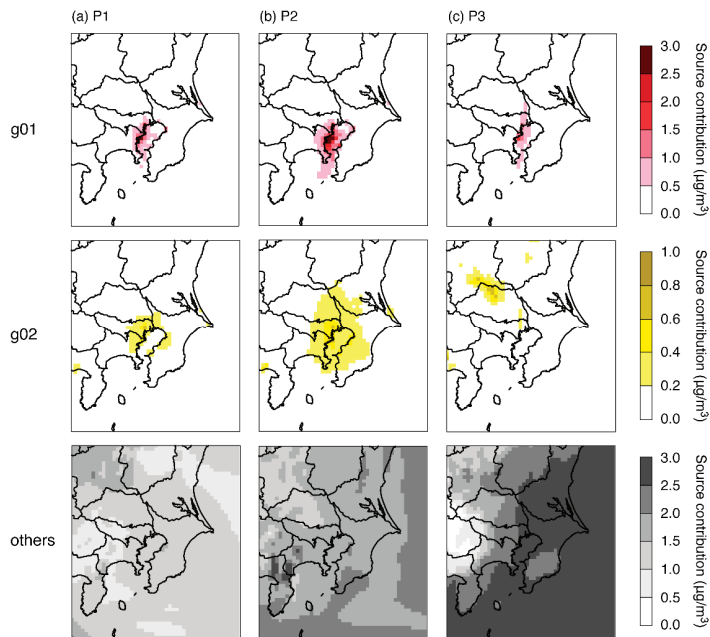 (a) P1
(b) P2
(c) P3
g01
3.0
2.5
2.0
1.5
1.0
0.5
0.0
Source contribution (µg/m³)
g02
1.0
0.8
0.6
0.4
0.2
0.0
Source contribution (µg/m³)
others
3.0
2.5
2.0
1.5
1.0
0.5
0.0
Source contribution (µg/m³)